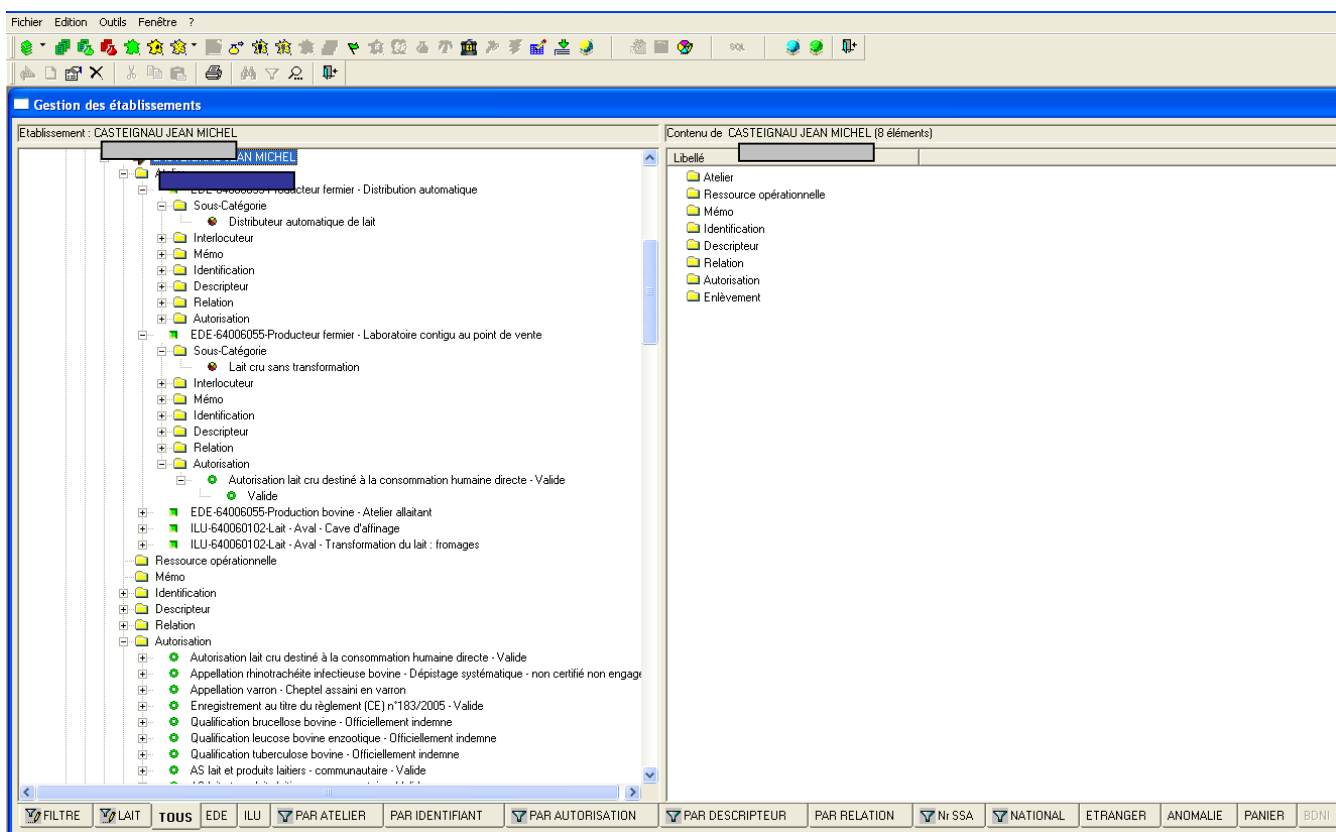 Fichier Edition Outils Fenêtre ?
SQL
Gestion des établissements
Etablissement : CASTEIGNAU JEAN MICHEL
Contenu de CASTEIGNAU JEAN MICHEL (8 éléments)
AN MICHEL
Libellé
Atelier
Ressource opérationnelle
Mémo
Identification
Descripteur
Relation
Autorisation
Enlèvement
Producteur fermier - Distribution automatique
Sous-Catégorie
Distributeur automatique de lait
Interlocuteur
Mémo
Identification
Descripteur
Relation
Autorisation
EDE-64006055-Producteur fermier - Laboratoire contigu au point de vente
Sous-Catégorie
Lait cru sans transformation
Interlocuteur
Mémo
Identification
Descripteur
Relation
Autorisation
Autorisation lait cru destiné à la consommation humaine directe - Valide
Valide
EDE-64006055-Production bovine - Atelier allaitant
ILU-640060102-Lait - Aval - Cave d'affinage
ILU-640060102-Lait - Aval - Transformation du lait : fromages
Ressource opérationnelle
Mémo
Identification
Descripteur
Relation
Autorisation
Autorisation lait cru destiné à la consommation humaine directe - Valide
Appellation rhinotrachéite infectieuse bovine - Dépistage systématique - non certifié non engagé
Appellation varron - Cheptel assaini en varron
Enregistrement au titre du règlement (CE) n°183/2005 - Valide
Qualification brucellose bovine - Officiellement indemne
Qualification leucose bovine enzootique - Officiellement indemne
Qualification tuberculose bovine - Officiellement indemne
AS lait et produits laitiers - communautaire - Valide
FILTRE LAIT TOUS EDE ILU PAR ATELIER PAR IDENTIFIANT PAR AUTORISATION PAR DESCRIPTEUR PAR RELATION Nr SSA NATIONAL ETRANGER ANOMALIE PANIER BDNI